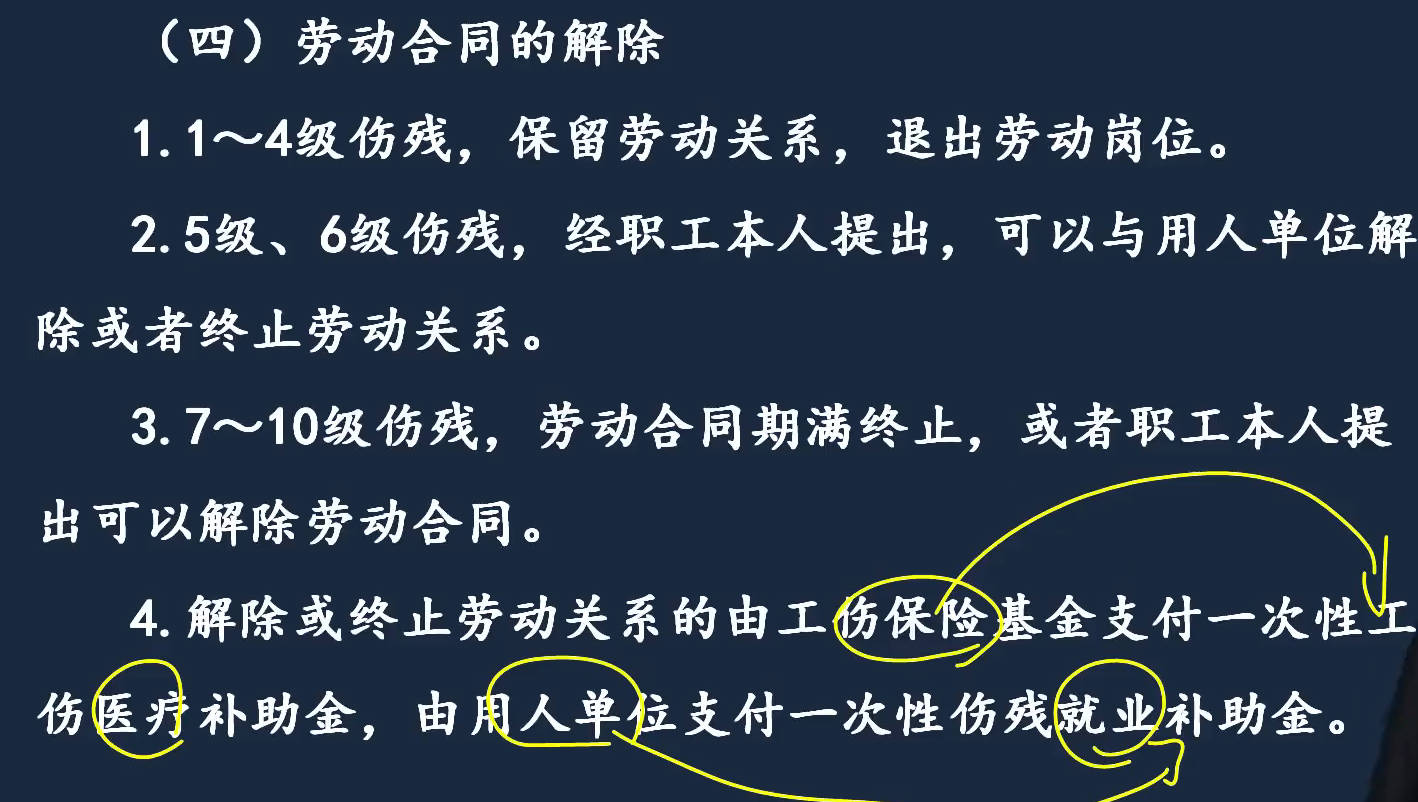 （四）劳动合同的解除
1.1～4级伤残，保留劳动关系，退出劳动岗位。
2.5级、6级伤残，经职工本人提出，可以与用人单位解
除或者终止劳动关系。
3.7～10级伤残，劳动合同期满终止，或者职工本人提
出可以解除劳动合同。
4.解除或终止劳动关系的由工伤保险基金支付一次性工
伤医疗补助金，由用人单位支付一次性伤残就业补助金。